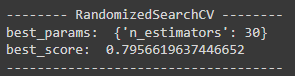 -------- RandomizedSearchCV --------
best_params:  {'n_estimators': 30}
best_score:  0.7956619637446652
------------------------------------